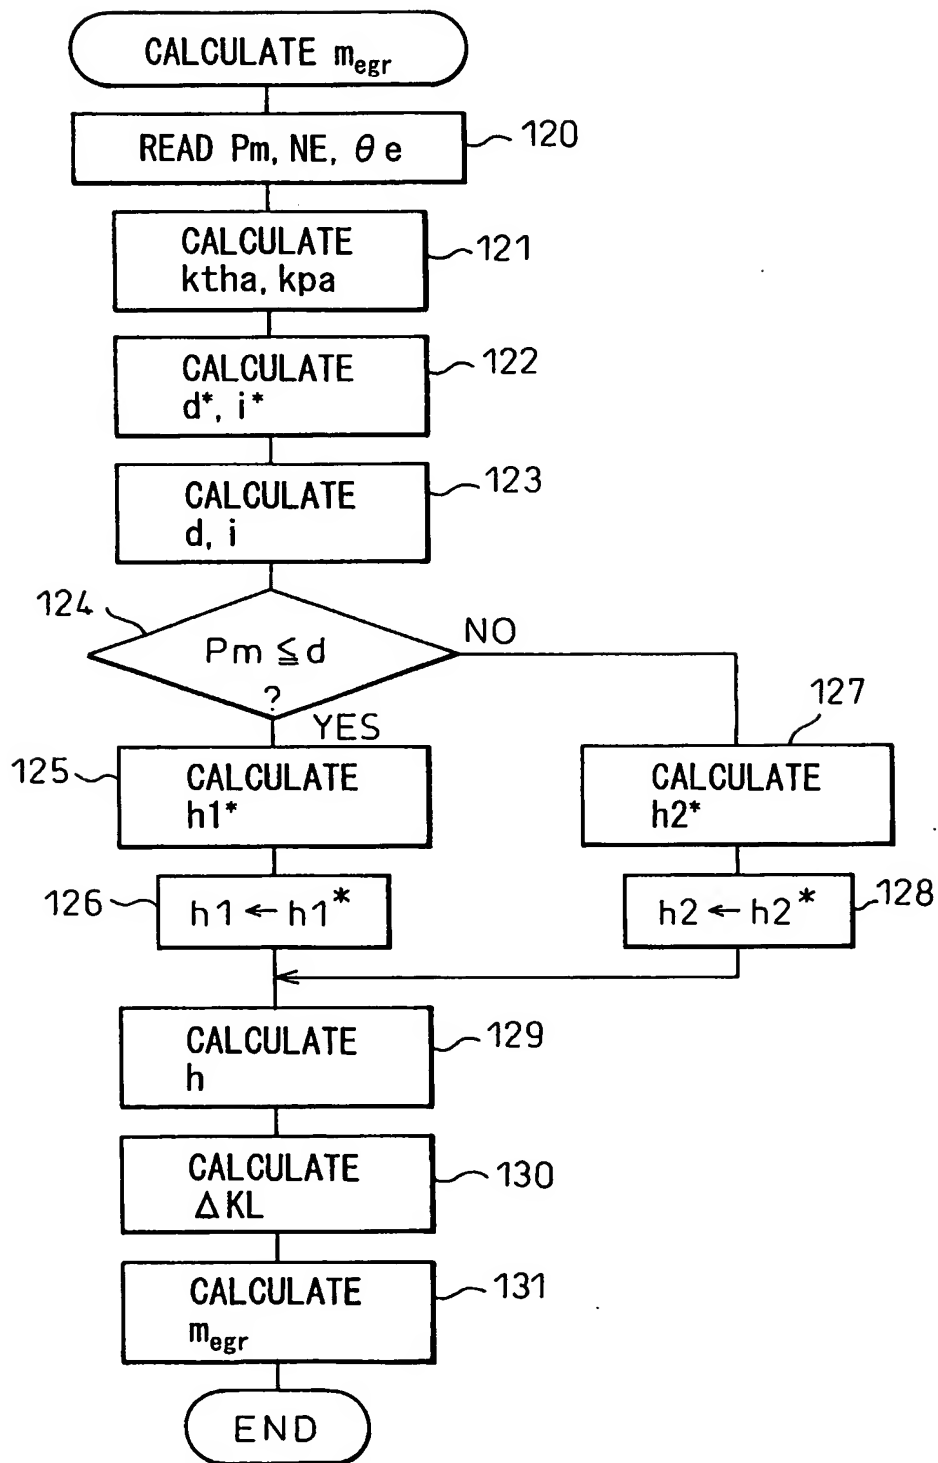 CALCULATE megr
READ Pm, NE, θe
120
CALCULATE
ktha, kpa
121
CALCULATE
d*, i*
122
CALCULATE
d, i
123
124
Pm ≦ d
?
NO
YES
125
CALCULATE
h1*
127
CALCULATE
h2*
126
h1 ← h1*
h2 ← h2*
128
CALCULATE
h
129
CALCULATE
ΔKL
130
CALCULATE
megr
131
END